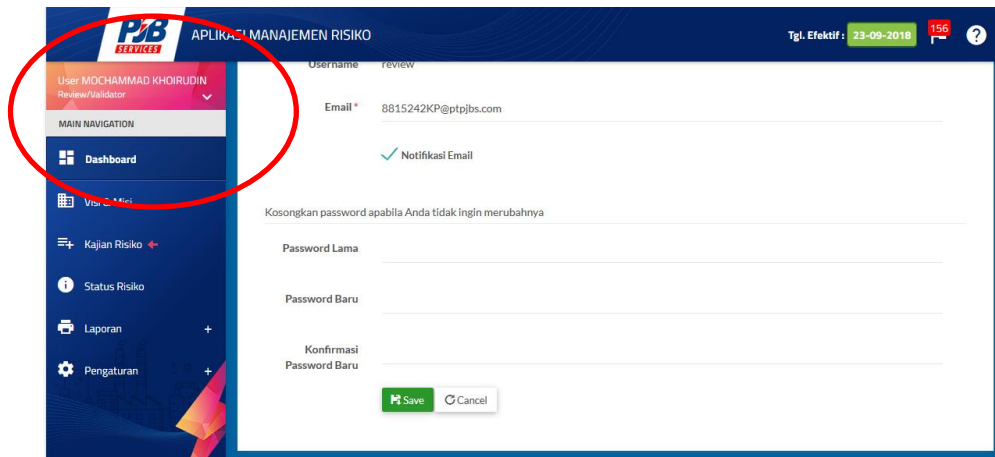 PJB
SERVICES
APLIKASI MANAJEMEN RISIKO
Tgl. Efektif : 23-09-2018
156
?
User MOCHAMMAD KHOIRUDIN
Review/Validator
MAIN NAVIGATION
Dashboard
Visi & Misi
Kajian Risiko
Status Risiko
Laporan +
Pengaturan +
Username review
Email * 8815242KP@ptpjbs.com
Notifikasi Email
Kosongkan password apabila Anda tidak ingin merubahnya
Password Lama
Password Baru
Konfirmasi
Password Baru
Save Cancel